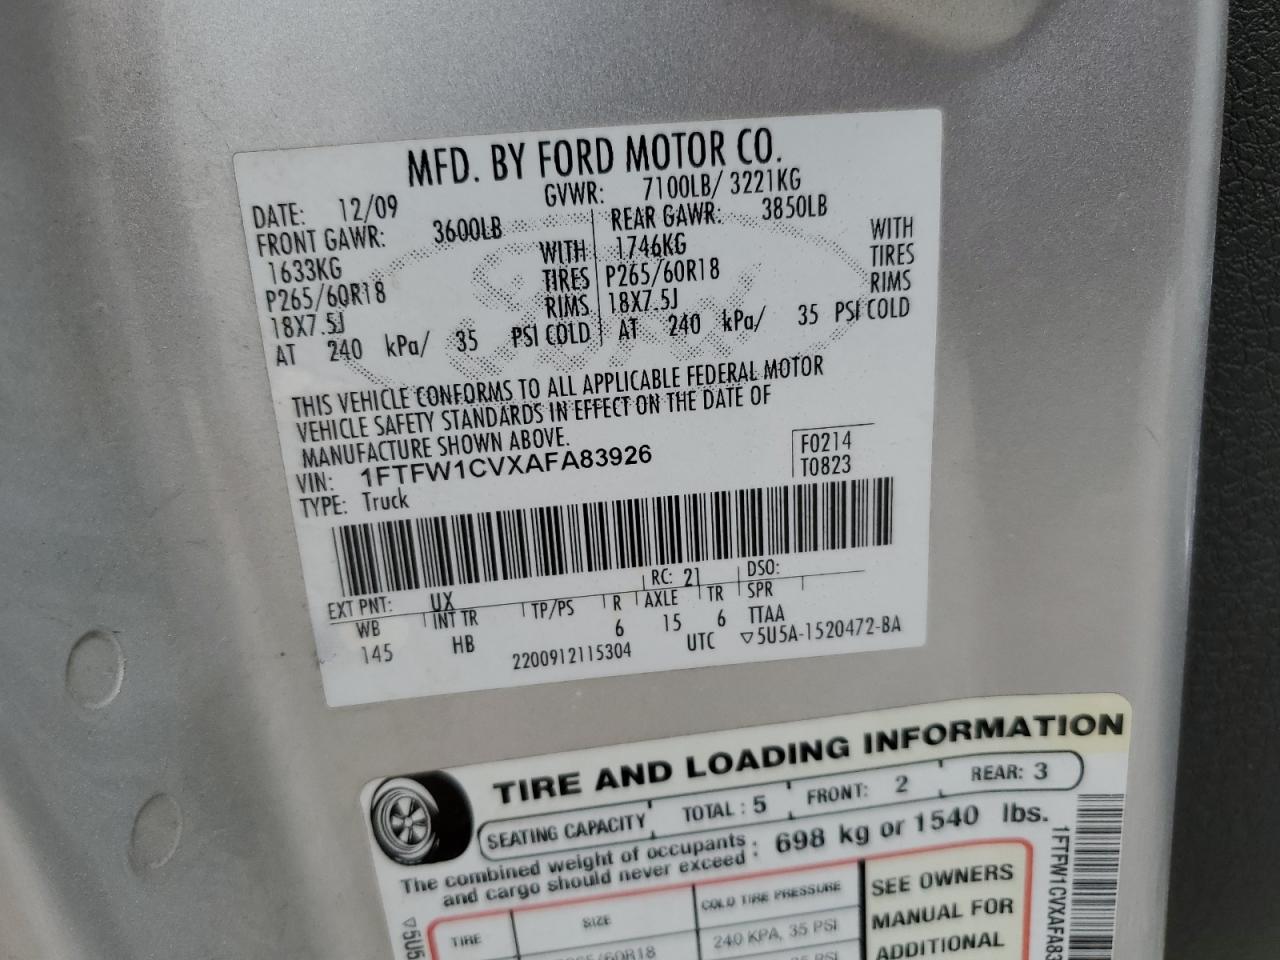 MFD. BY FORD MOTOR CO.
DATE: 12/09 GVWR: 7100LB/ 3221KG
FRONT GAWR: 3600LB REAR GAWR: 3850LB
1633KG WITH 1746KG WITH
P265/60R18 TIRES P265/60R18 TIRES
18X7.5J RIMS 18X7.5J RIMS
AT 240 kPa/ 35 PSI COLD AT 240 kPa/ 35 PSI COLD
THIS VEHICLE CONFORMS TO ALL APPLICABLE FEDERAL MOTOR
VEHICLE SAFETY STANDARDS IN EFFECT ON THE DATE OF
MANUFACTURE SHOWN ABOVE.
VIN: 1FTFW1CVXAFA83926 F0214
TYPE: Truck T0823
EXT PNT: UX RC: 21 DSO:
WB INT TR TP/PS R AXLE TR SPR
145 HB 6 15 6 TTAA
2200912115304 UTC ▽5U5A-1520472-BA
TIRE AND LOADING INFORMATION
SEATING CAPACITY TOTAL: 5 FRONT: 2 REAR: 3
The combined weight of occupants
and cargo should never exceed : 698 kg or 1540 lbs.
TIRE SIZE COLD TIRE PRESSURE SEE OWNERS
240 KPA, 35 PSI MANUAL FOR
ADDITIONAL
1FTFW1CVXAFA83
▽5U5